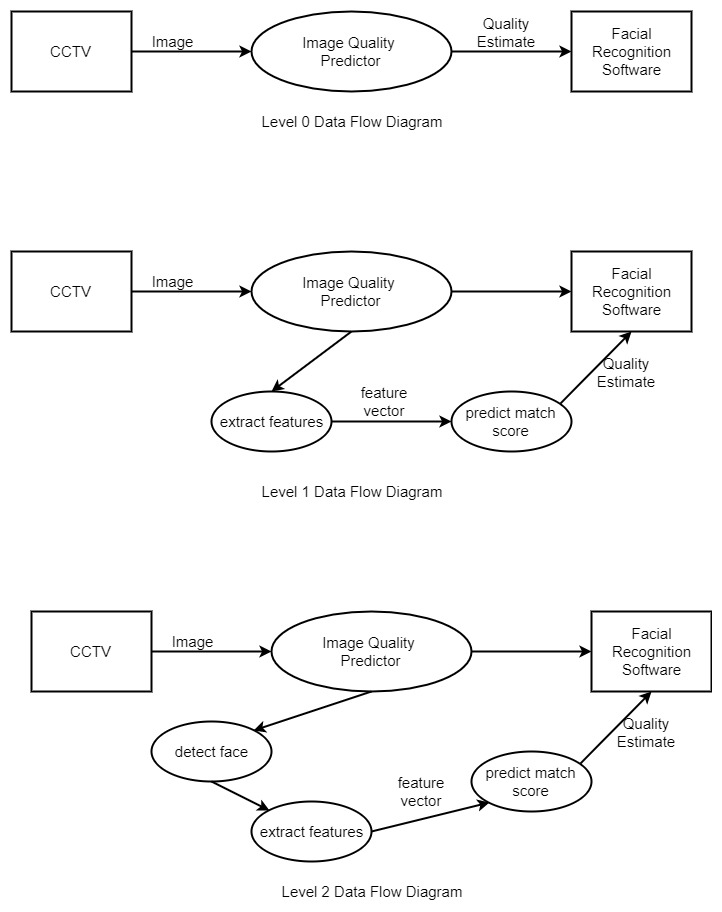 CCTV
Image
Image Quality
Predictor
Quality
Estimate
Facial
Recognition
Software
Level 0 Data Flow Diagram
CCTV
Image
Image Quality
Predictor
Facial
Recognition
Software
extract features
feature
vector
predict match
score
Quality
Estimate
Level 1 Data Flow Diagram
CCTV
Image
Image Quality
Predictor
Facial
Recognition
Software
detect face
extract features
feature
vector
predict match
score
Quality
Estimate
Level 2 Data Flow Diagram